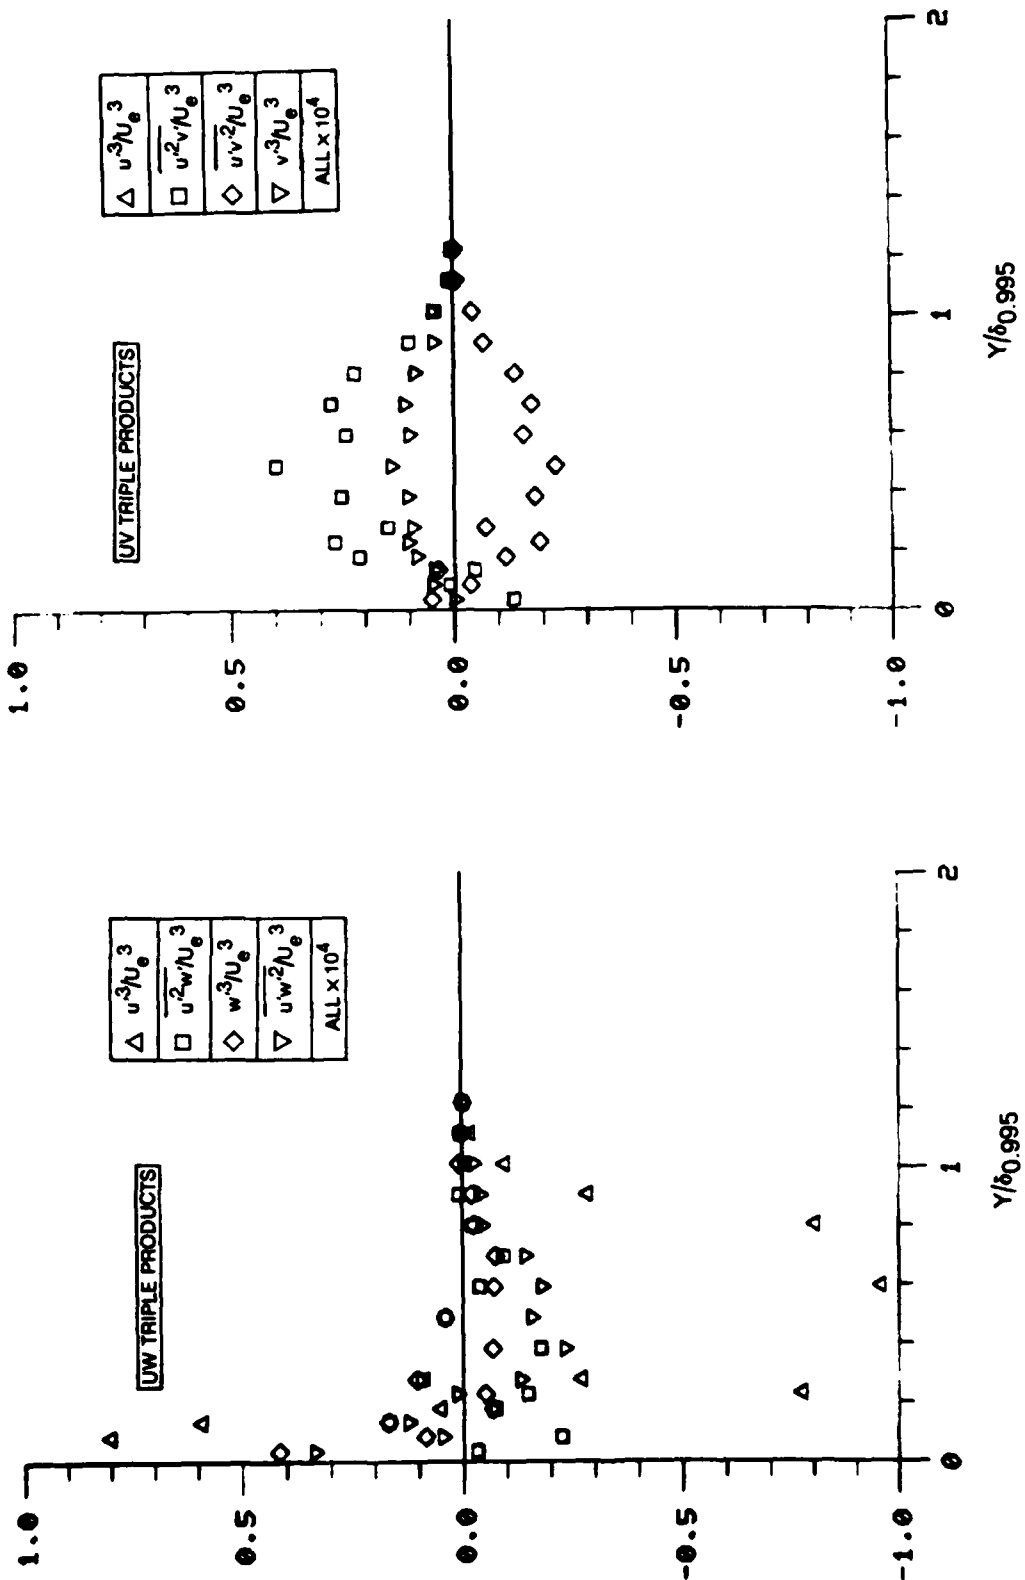 UV TRIPLE PRODUCTS
△ u'³/Uₑ³
□ u'²v'/Uₑ³
◇ u'v'²/Uₑ³
▽ v'³/Uₑ³
ALL x 10⁴
1.0
0.5
0.0
-0.5
-1.0
0
1
2
Y/δ0.995
UW TRIPLE PRODUCTS
△ u'³/Uₑ³
□ u'²w'/Uₑ³
◇ w'³/Uₑ³
▽ u'w'²/Uₑ³
ALL x 10⁴
1.0
0.5
0.0
-0.5
-1.0
0
1
2
Y/δ0.995